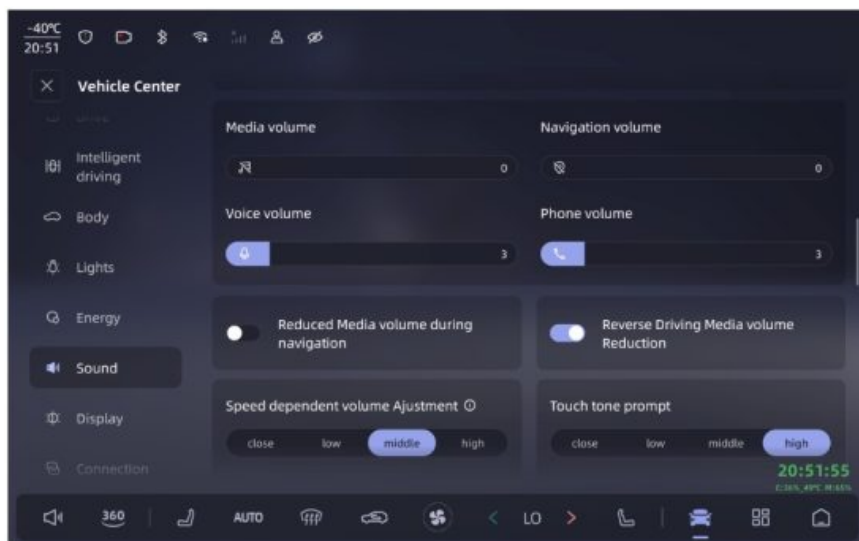 -40°C
20:51
Vehicle Center
Drive
Intelligent
driving
Body
Lights
Energy
Sound
Display
Connection
Media volume
0
Navigation volume
0
Voice volume
3
Phone volume
3
Reduced Media volume during
navigation
Reverse Driving Media volume
Reduction
Speed dependent volume Ajustment
close low middle high
Touch tone prompt
close low middle high
20:51:55
360
AUTO
LO